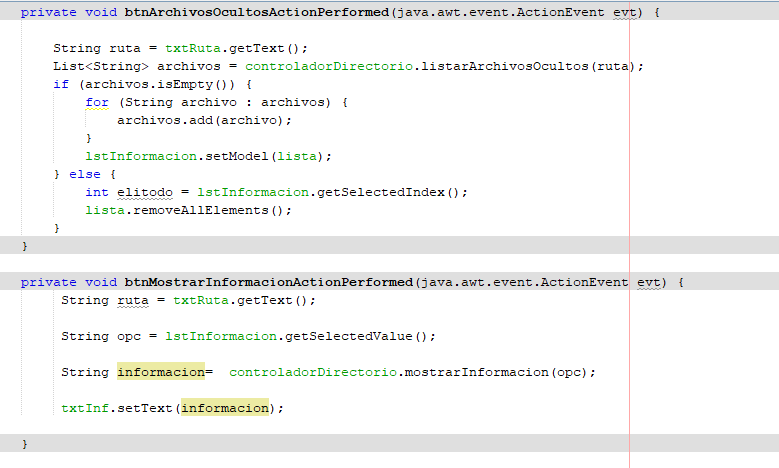 private void btnArchivosOcultosActionPerformed(java.awt.event.ActionEvent evt) {
String ruta = txtRuta.getText();
List<String> archivos = controladorDirectorio.listarArchivosOcultos(ruta);
if (archivos.isEmpty()) {
for (String archivo : archivos) {
archivos.add(archivo);
}
lstInformacion.setModel(lista);
} else {
int elitodo = lstInformacion.getSelectedIndex();
lista.removeAllElements();
}
}
private void btnMostrarInformacionActionPerformed(java.awt.event.ActionEvent evt) {
String ruta = txtRuta.getText();
String opc = lstInformacion.getSelectedValue();
String informacion=  controladorDirectorio.mostrarInformacion(opc);
txtInf.setText(informacion);
}